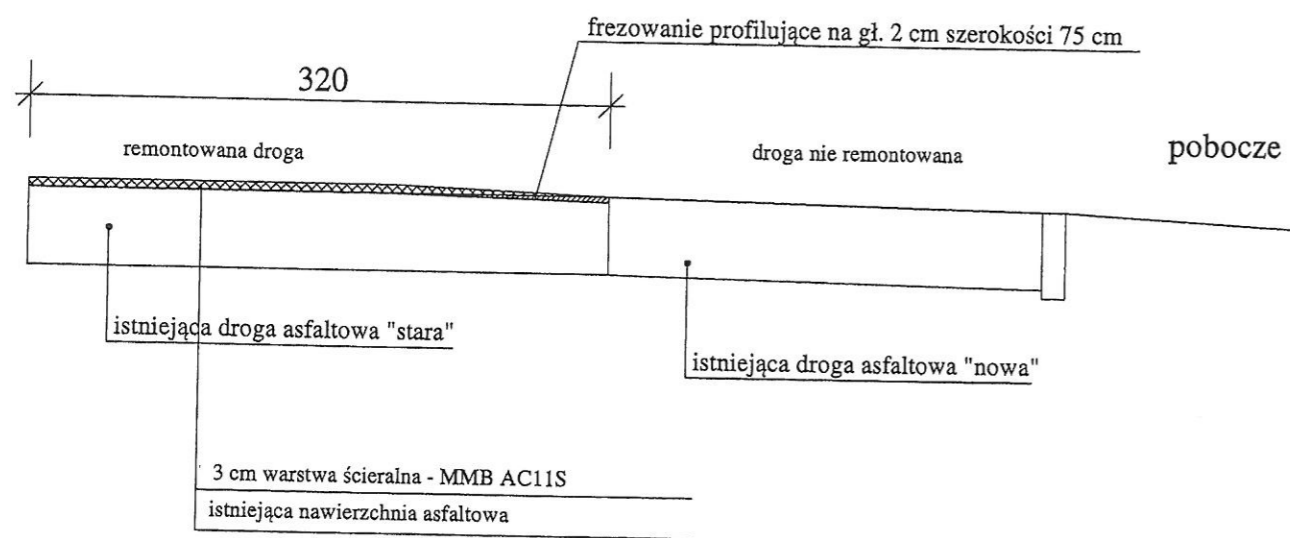 frezowanie profilujące na gł. 2 cm szerokości 75 cm
320
remontowana droga
droga nie remontowana
pobocze
istniejąca droga asfaltowa "stara"
istniejąca droga asfaltowa "nowa"
3 cm warstwa ścieralna - MMB AC11S
istniejąca nawierzchnia asfaltowa